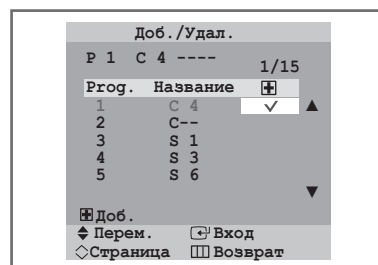 Доб./Удал.
P 1 C 4 ----
1/15
Prog. Название
1 C 4 ✓ ▲
2 C--
3 S 1
4 S 3
5 S 6
▼
Доб.
Перем. Вход
Страница Возврат